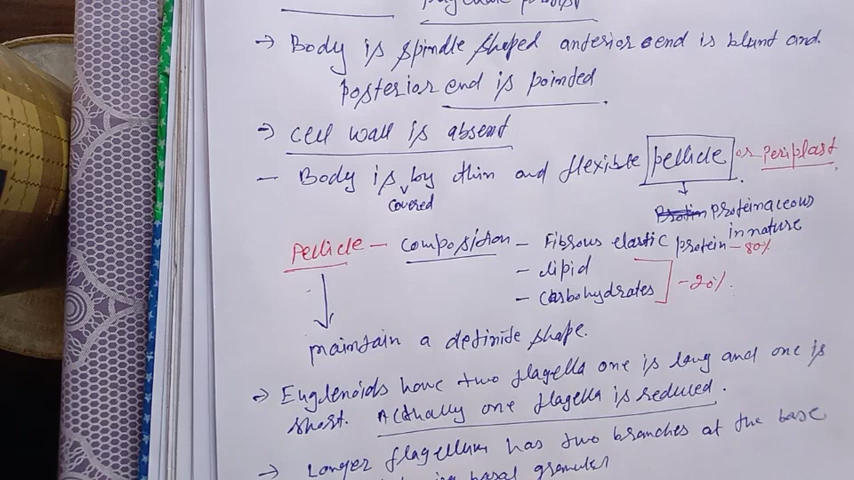 → Body is spindle shaped anterior end is blunt and
posterior end is pointed.
→ Cell wall is absent
— Body is covered by thin and flexible pellicle or Periplast.
proteinaceous
in nature
Pellicle — Composition — Fibrous elastic protein — 80%
- lipid
- carbohydrates - 20%.
maintain a definite shape.
→ Euglenoids have two flagella one is long and one is
short. Actually one flagella is reduced.
→ Longer flagellum has two branches at the base
basal granules